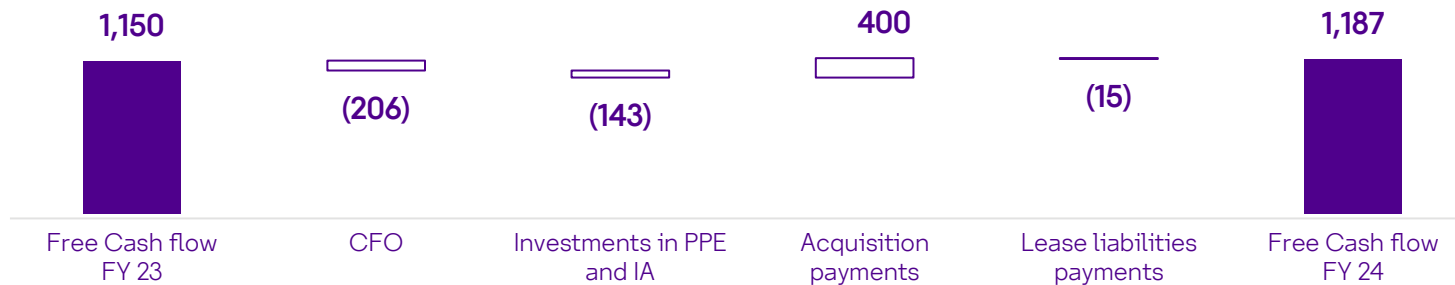 1,150
(206)
(143)
400
(15)
1,187
Free Cash flow
FY 23
CFO
Investments in PPE
and IA
Acquisition
payments
Lease liabilities
payments
Free Cash flow
FY 24